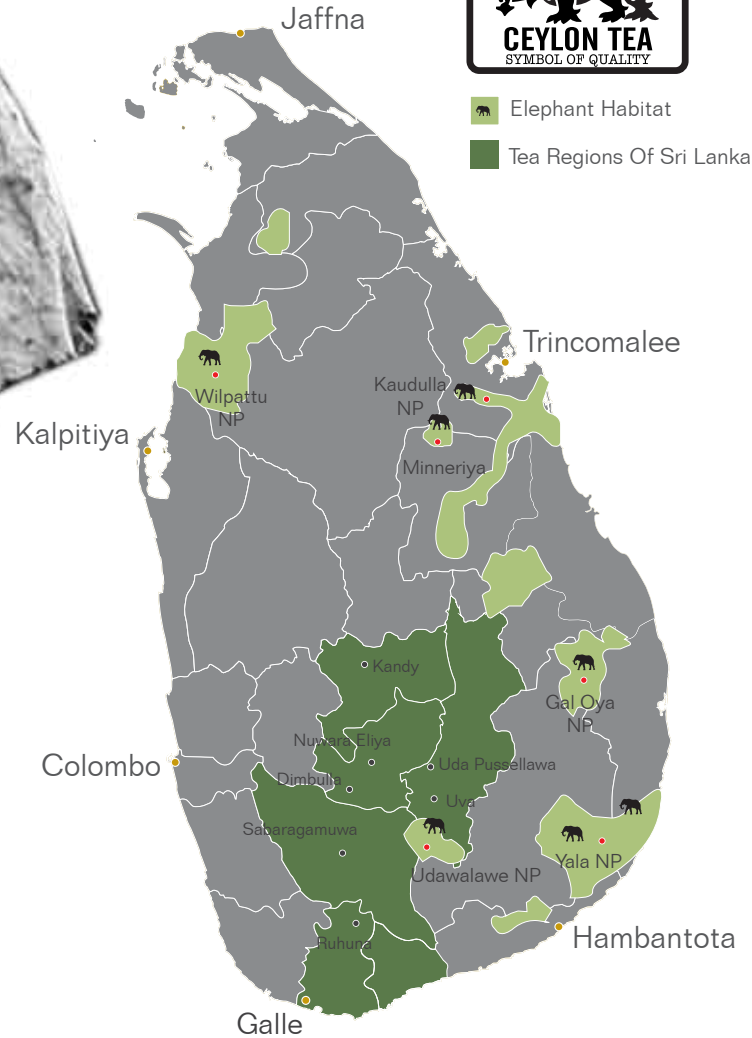 Jaffna
CEYLON TEA
SYMBOL OF QUALITY
Elephant Habitat
Tea Regions Of Sri Lanka
Trincomalee
Kaudulla
NP
Wilpattu
NP
Kalpitiya
Minneriya
Kandy
Gal Oya
NP
Nuwara Eliya
Colombo
Uda Pussellawa
Dimbulla
Uva
Sabaragamuwa
Yala NP
Udawalawe NP
Hambantota
Ruhuna
Galle